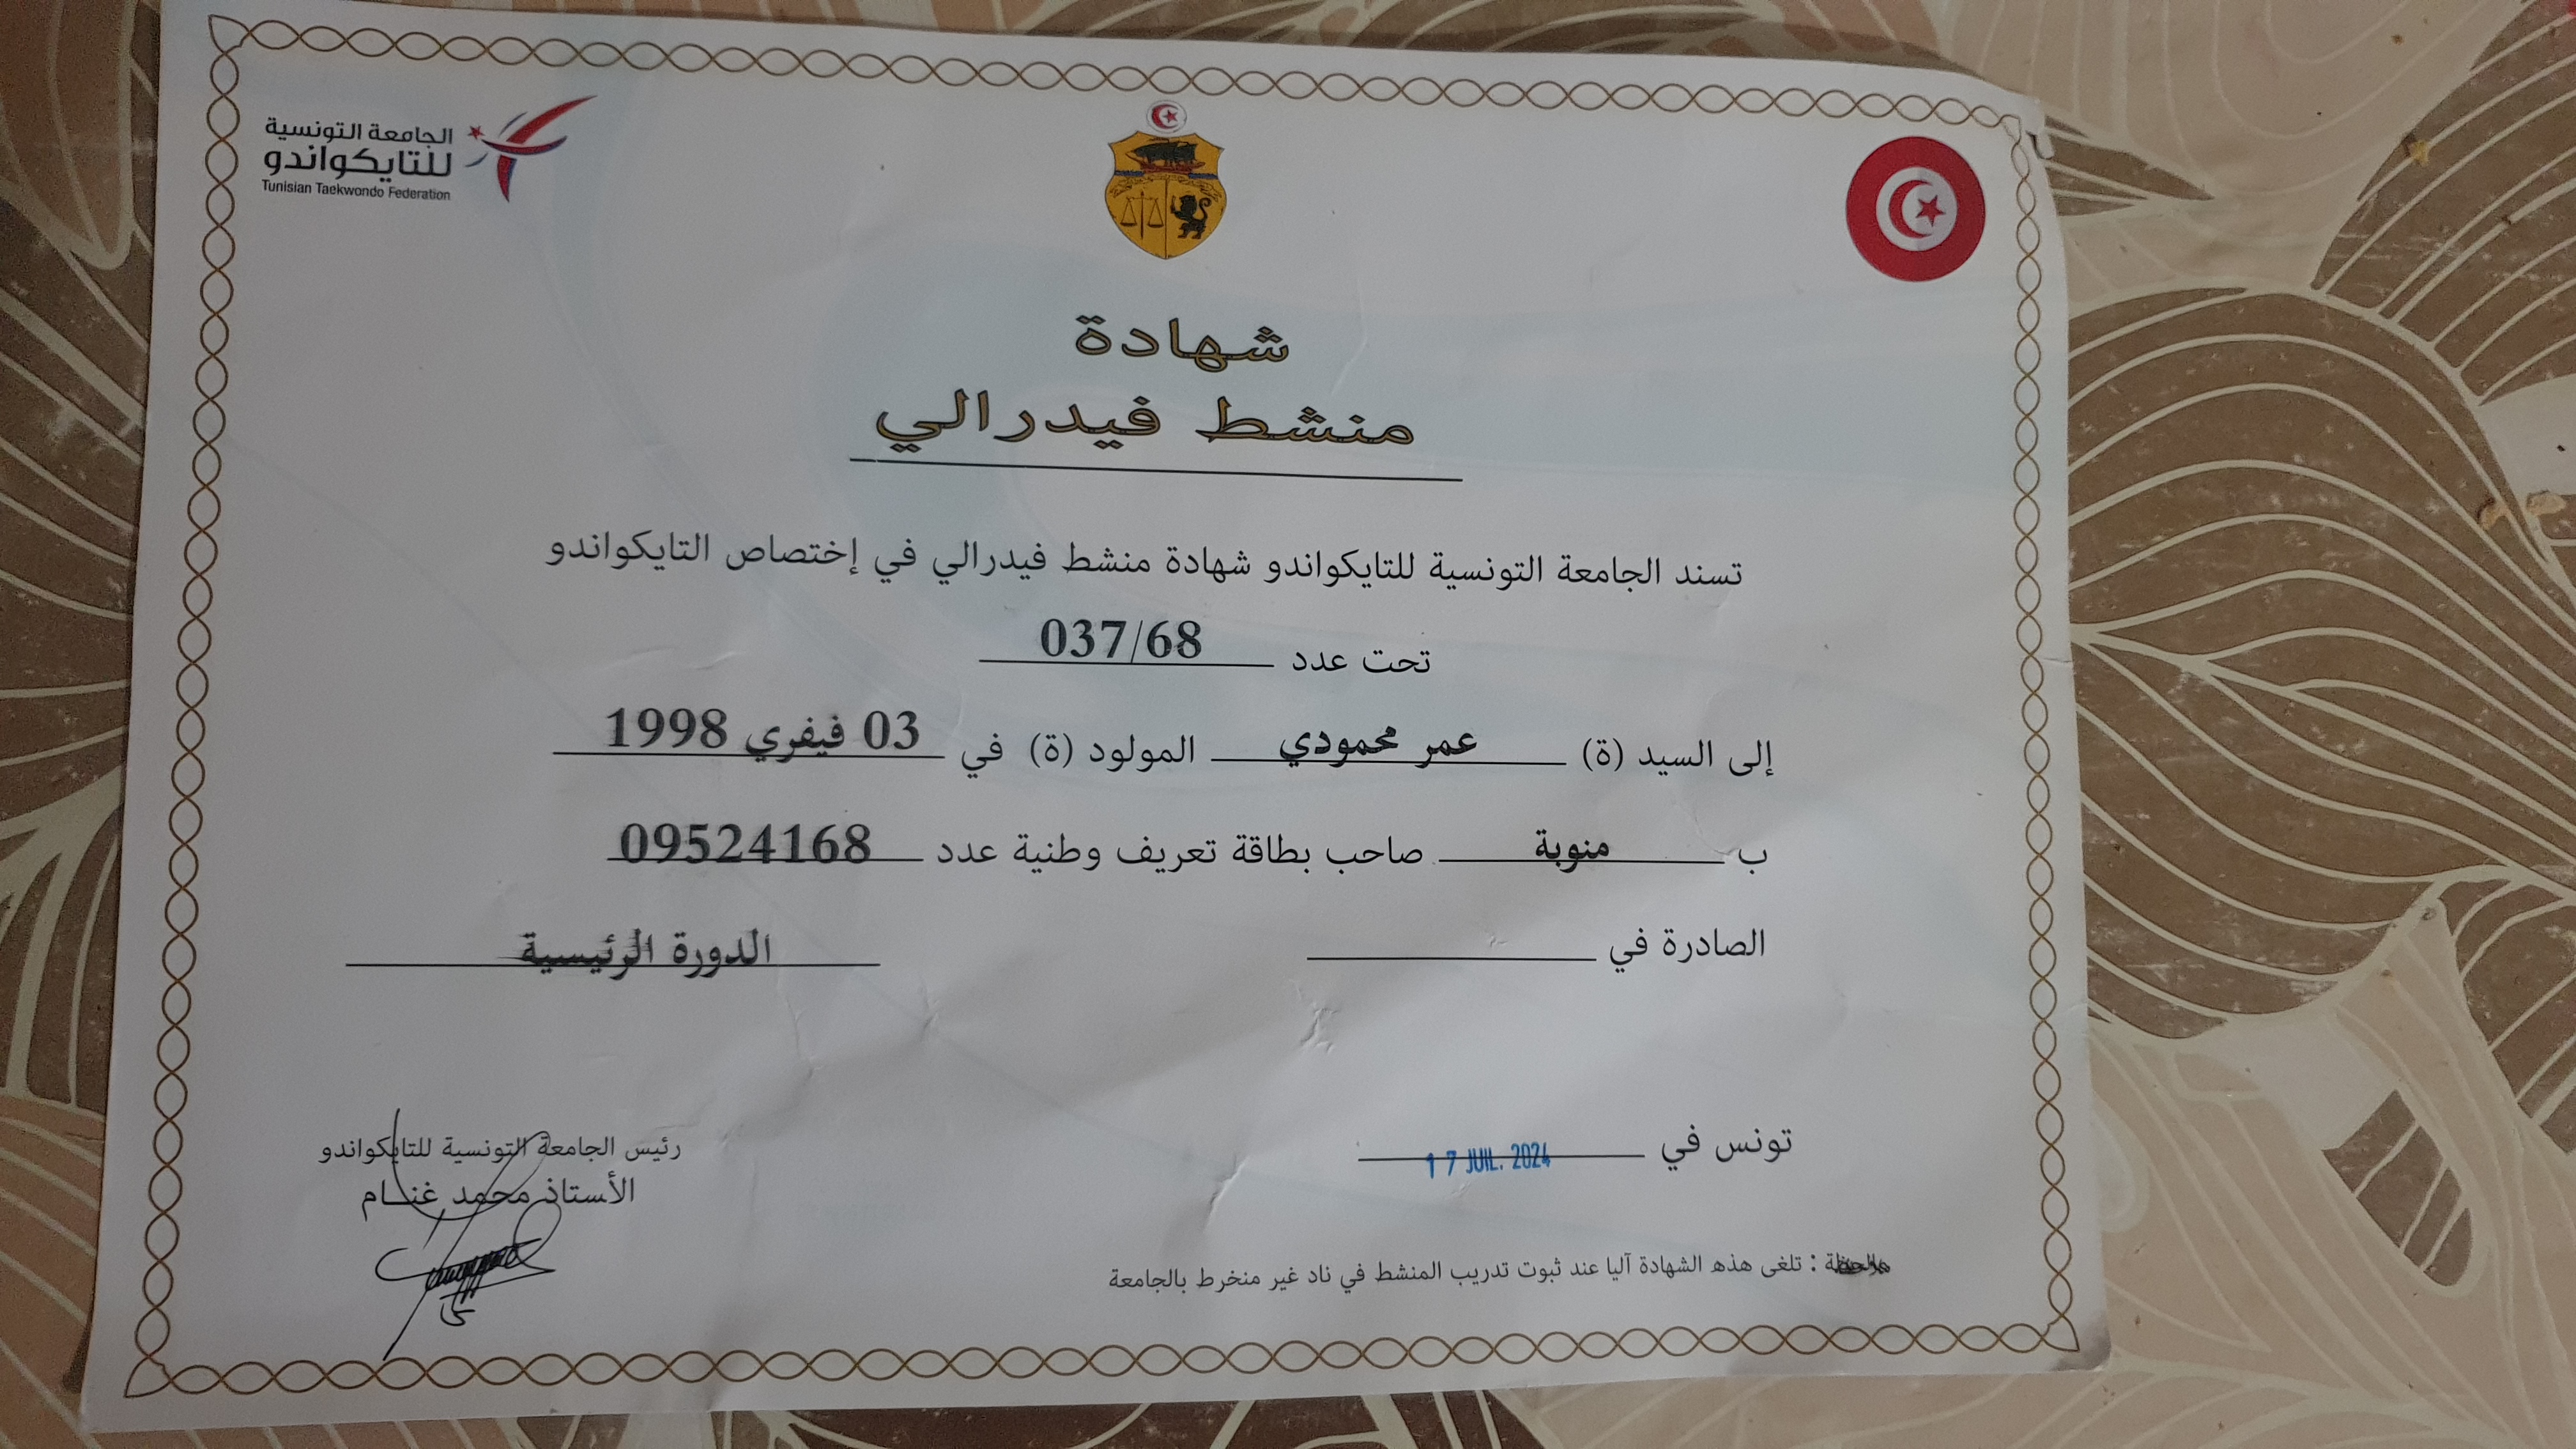 الجامعة التونسية
للتايكواندو
Tunisian Taekwondo Federation
شهادة
منشط فيدرالي
تسند الجامعة التونسية للتايكواندو شهادة منشط فيدرالي في إختصاص التايكواندو
تحت عدد 037/68
إلى السيد (ة) عمر محمودي المولود (ة) في 03 فيفري 1998
ب منوبة صاحب بطاقة تعريف وطنية عدد 09524168
الصادرة في الدورة الرئيسية
تونس في 17 JUIL. 2024
رئيس الجامعة التونسية للتايكواندو
الأستاذ محمد غنــام
ملاحظة : تلغى هذه الشهادة آليا عند ثبوت تدريب المنشط في ناد غير منخرط بالجامعة